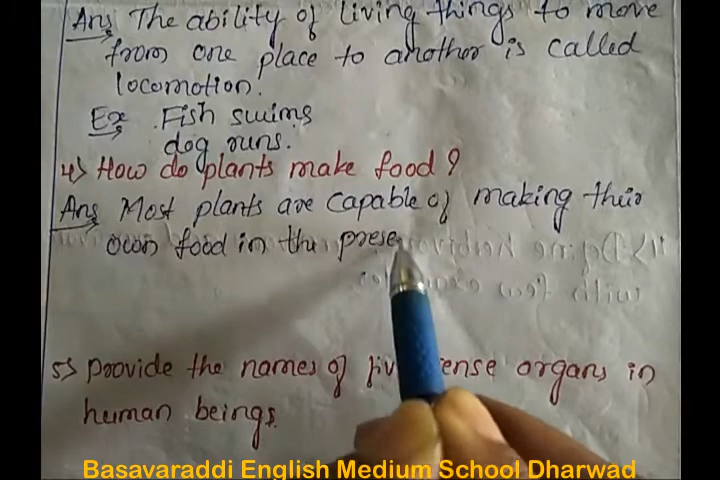 Ans The ability of living things to move
from one place to another is called
locomotion.
Ex Fish swims
dog runs.
4) How do plants make food?
Ans Most plants are capable of making their
own food in the prese
5) Provide the names of five sense organs in
human beings.
Basavaraddi English Medium School Dharwad